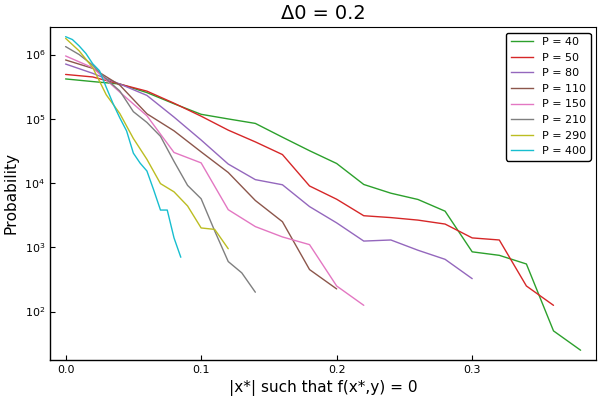 Δ0 = 0.2
Probability
10⁶
10⁵
10⁴
10³
10²
P = 40
P = 50
P = 80
P = 110
P = 150
P = 210
P = 290
P = 400
0.0 0.1 0.2 0.3
|x*| such that f(x*,y) = 0